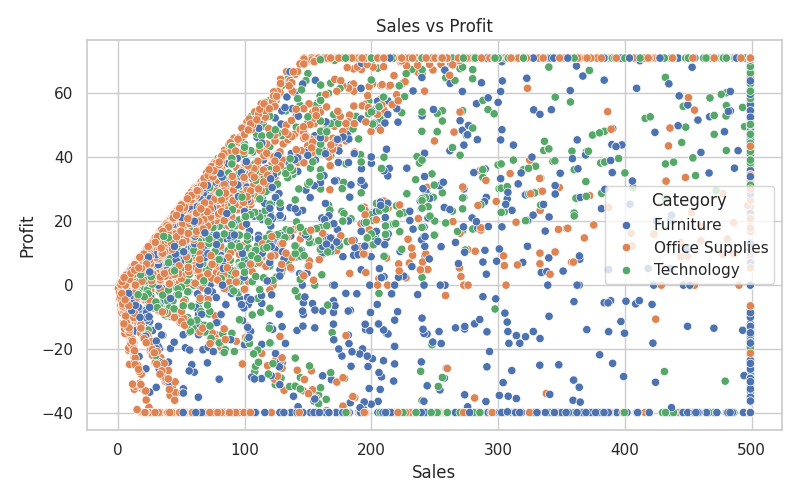 Sales vs Profit
Profit
60
40
20
0
−20
−40
Category
Furniture
Office Supplies
Technology
0
100
200
300
400
500
Sales